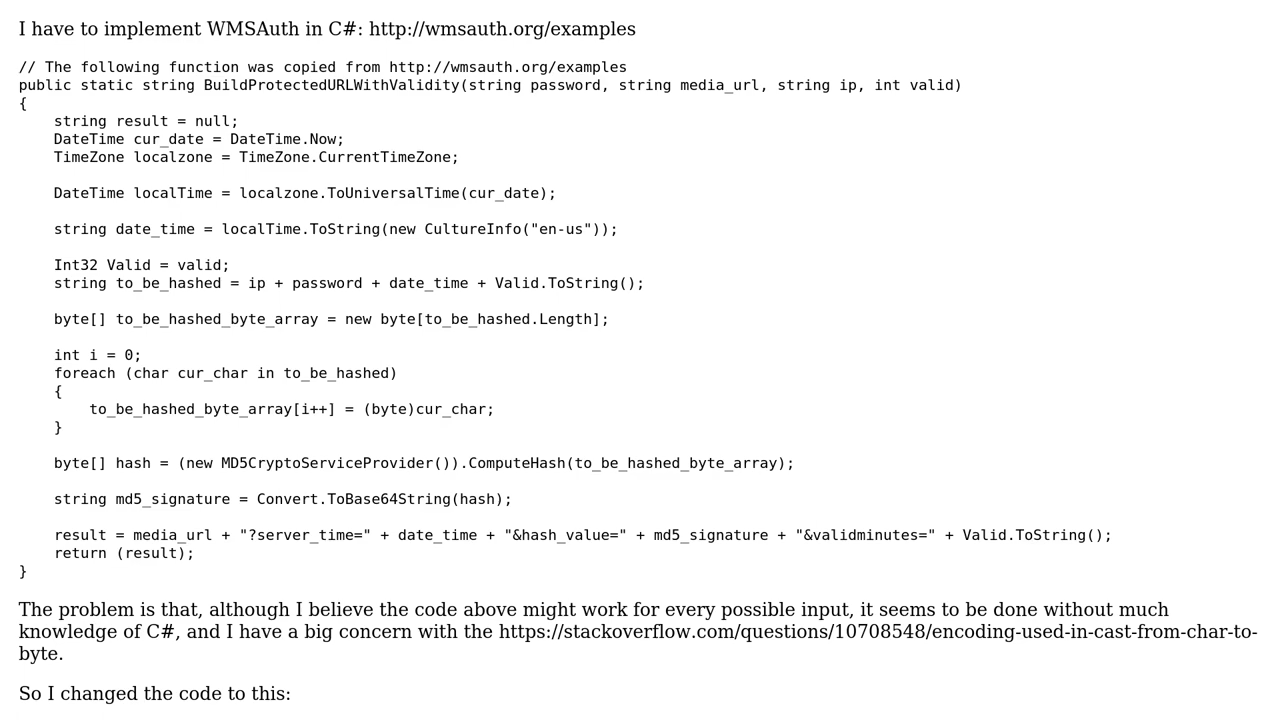 I have to implement WMSAuth in C#: http://wmsauth.org/examples
// The following function was copied from http://wmsauth.org/examples
public static string BuildProtectedURLWithValidity(string password, string media_url, string ip, int valid)
{
    string result = null;
    DateTime cur_date = DateTime.Now;
    TimeZone localzone = TimeZone.CurrentTimeZone;
    DateTime localTime = localzone.ToUniversalTime(cur_date);
    string date_time = localTime.ToString(new CultureInfo("en-us"));
    Int32 Valid = valid;
    string to_be_hashed = ip + password + date_time + Valid.ToString();
    byte[] to_be_hashed_byte_array = new byte[to_be_hashed.Length];
    int i = 0;
    foreach (char cur_char in to_be_hashed)
    {
        to_be_hashed_byte_array[i++] = (byte)cur_char;
    }
    byte[] hash = (new MD5CryptoServiceProvider()).ComputeHash(to_be_hashed_byte_array);
    string md5_signature = Convert.ToBase64String(hash);
    result = media_url + "?server_time=" + date_time + "&hash_value=" + md5_signature + "&validminutes=" + Valid.ToString();
    return (result);
}
The problem is that, although I believe the code above might work for every possible input, it seems to be done without much
knowledge of C#, and I have a big concern with the https://stackoverflow.com/questions/10708548/encoding-used-in-cast-from-char-to-
byte.
So I changed the code to this: